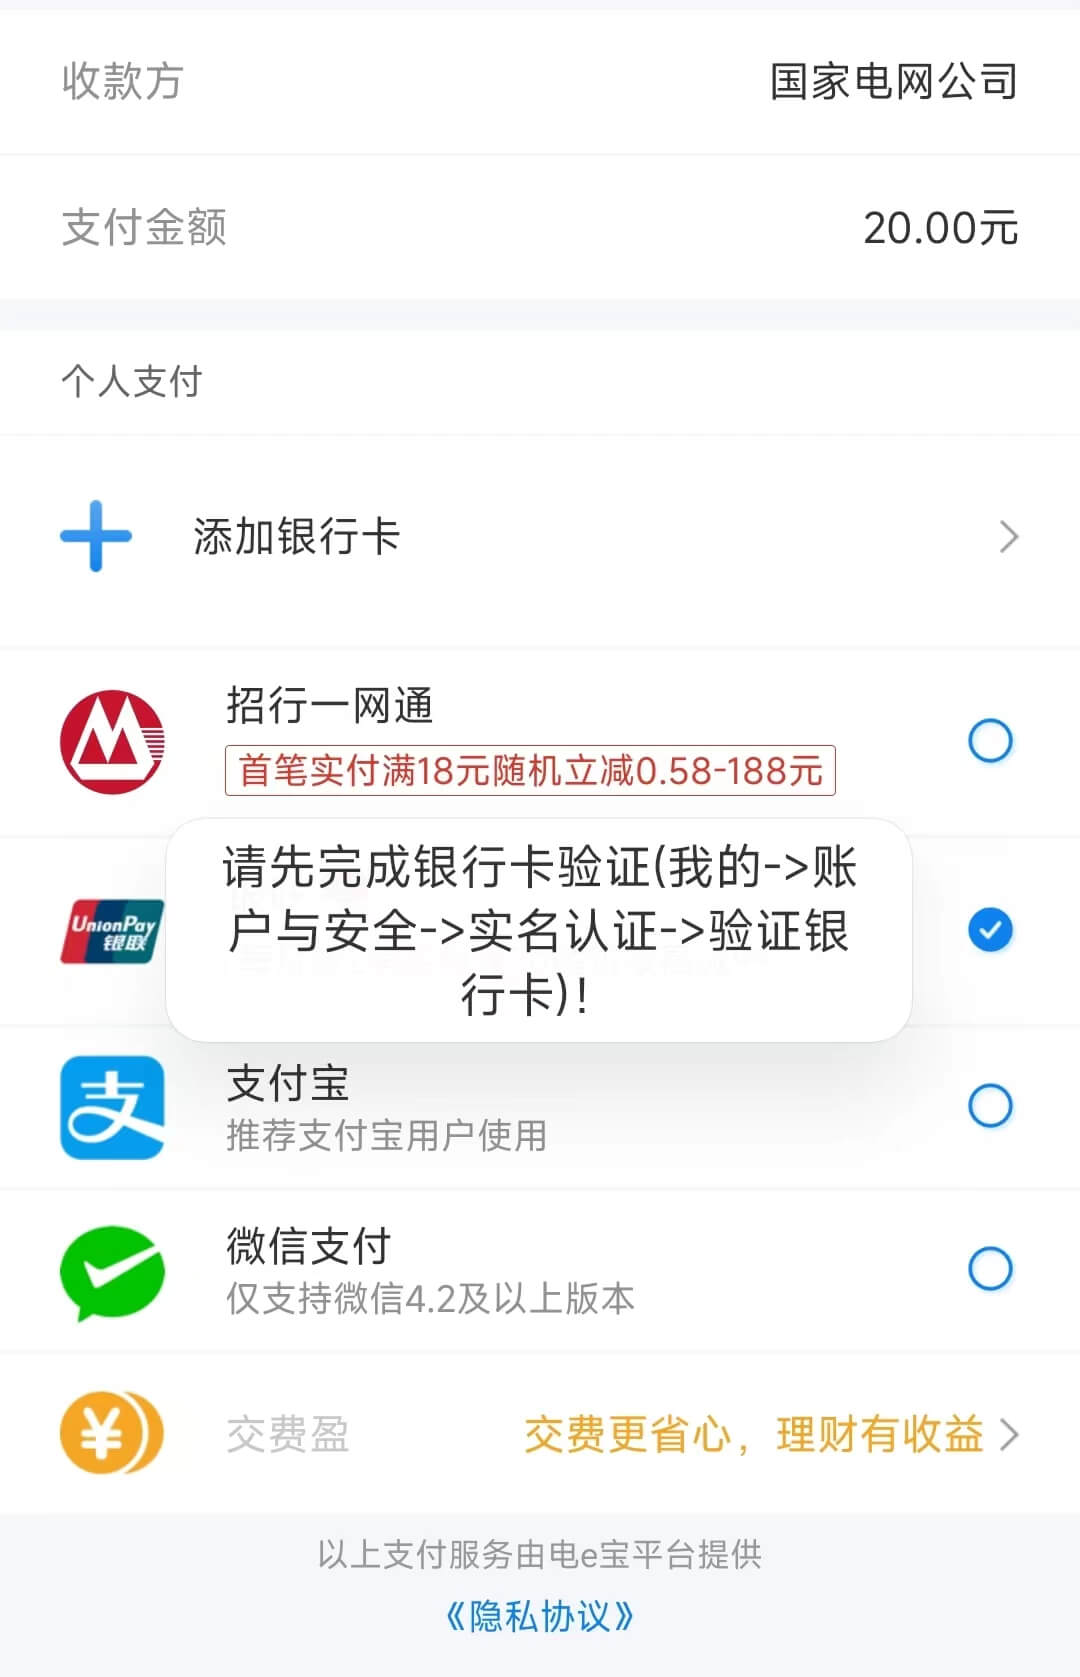 收款方
国家电网公司
支付金额
20.00元
个人支付
添加银行卡
招行一网通
首笔实付满18元随机立减0.58-188元
请先完成银行卡验证(我的->账
户与安全->实名认证->验证银
行卡)!
UnionPay
银联
支付宝
推荐支付宝用户使用
微信支付
仅支持微信4.2及以上版本
交费盈
交费更省心，理财有收益
以上支付服务由电e宝平台提供
《隐私协议》